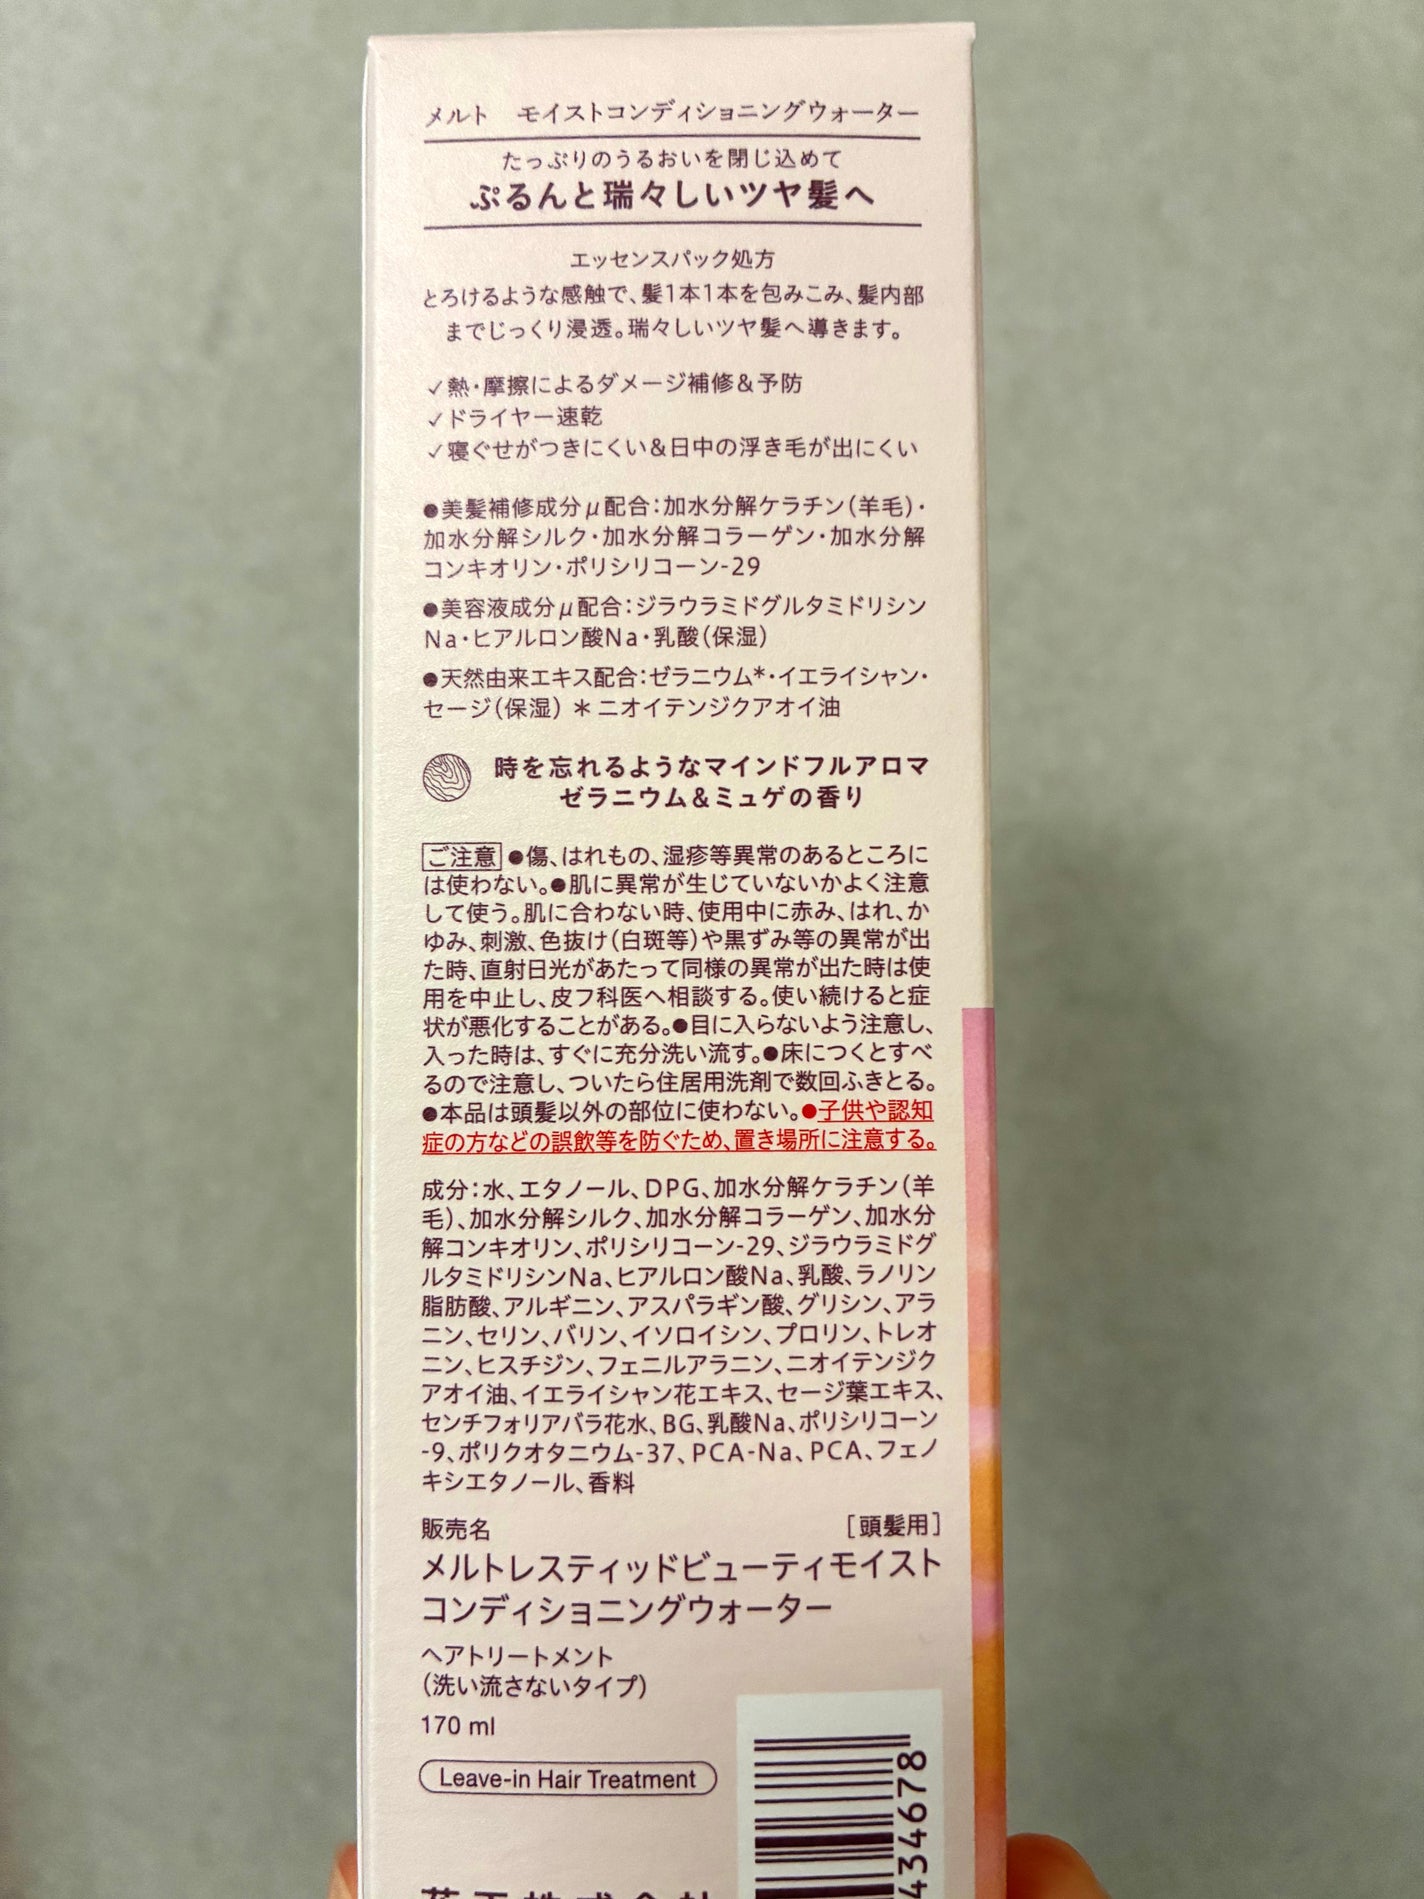 メルト　モイストコンディショニングウォーター
たっぷりのうるおいを閉じ込めて
ぷるんと瑞々しいツヤ髪へ
エッセンスパック処方
とろけるような感触で、髪1本1本を包みこみ、髪内部
までじっくり浸透。瑞々しいツヤ髪へ導きます。
✓熱・摩擦によるダメージ補修＆予防
✓ドライヤー速乾
✓寝ぐせがつきにくい＆日中の浮き毛が出にくい
●美髪補修成分μ配合：加水分解ケラチン（羊毛）・
加水分解シルク・加水分解コラーゲン・加水分解
コンキオリン・ポリシリコーン-29
●美容液成分μ配合：ジラウラミドグルタミドリシン
Na・ヒアルロン酸Na・乳酸（保湿）
●天然由来エキス配合：ゼラニウム*・イエライシャン・
セージ（保湿） ＊ニオイテンジクアオイ油
時を忘れるようなマインドフルアロマ
ゼラニウム＆ミュゲの香り
ご注意 ●傷、はれもの、湿疹等異常のあるところに
は使わない。●肌に異常が生じていないかよく注意
して使う。肌に合わない時、使用中に赤み、はれ、か
ゆみ、刺激、色抜け（白斑等）や黒ずみ等の異常が出
た時、直射日光があたって同様の異常が出た時は使
用を中止し、皮フ科医へ相談する。使い続けると症
状が悪化することがある。●目に入らないよう注意し、
入った時は、すぐに充分洗い流す。●床につくとすべ
るので注意し、ついたら住居用洗剤で数回ふきとる。
●本品は頭髪以外の部位に使わない。●子供や認知
症の方などの誤飲等を防ぐため、置き場所に注意する。
成分：水、エタノール、DPG、加水分解ケラチン（羊
毛）、加水分解シルク、加水分解コラーゲン、加水分
解コンキオリン、ポリシリコーン-29、ジラウラミドグ
ルタミドリシンNa、ヒアルロン酸Na、乳酸、ラノリン
脂肪酸、アルギニン、アスパラギン酸、グリシン、アラ
ニン、セリン、バリン、イソロイシン、プロリン、トレオ
ニン、ヒスチジン、フェニルアラニン、ニオイテンジク
アオイ油、イエライシャン花エキス、セージ葉エキス、
センチフォリアバラ花水、BG、乳酸Na、ポリシリコーン
-9、ポリクオタニウム-37、PCA-Na、PCA、フェノ
キシエタノール、香料
販売名 ［頭髪用］
メルトレスティッドビューティモイスト
コンディショニングウォーター
ヘアトリートメント
（洗い流さないタイプ）
170 ml
Leave-in Hair Treatment
434678
花王株式会社